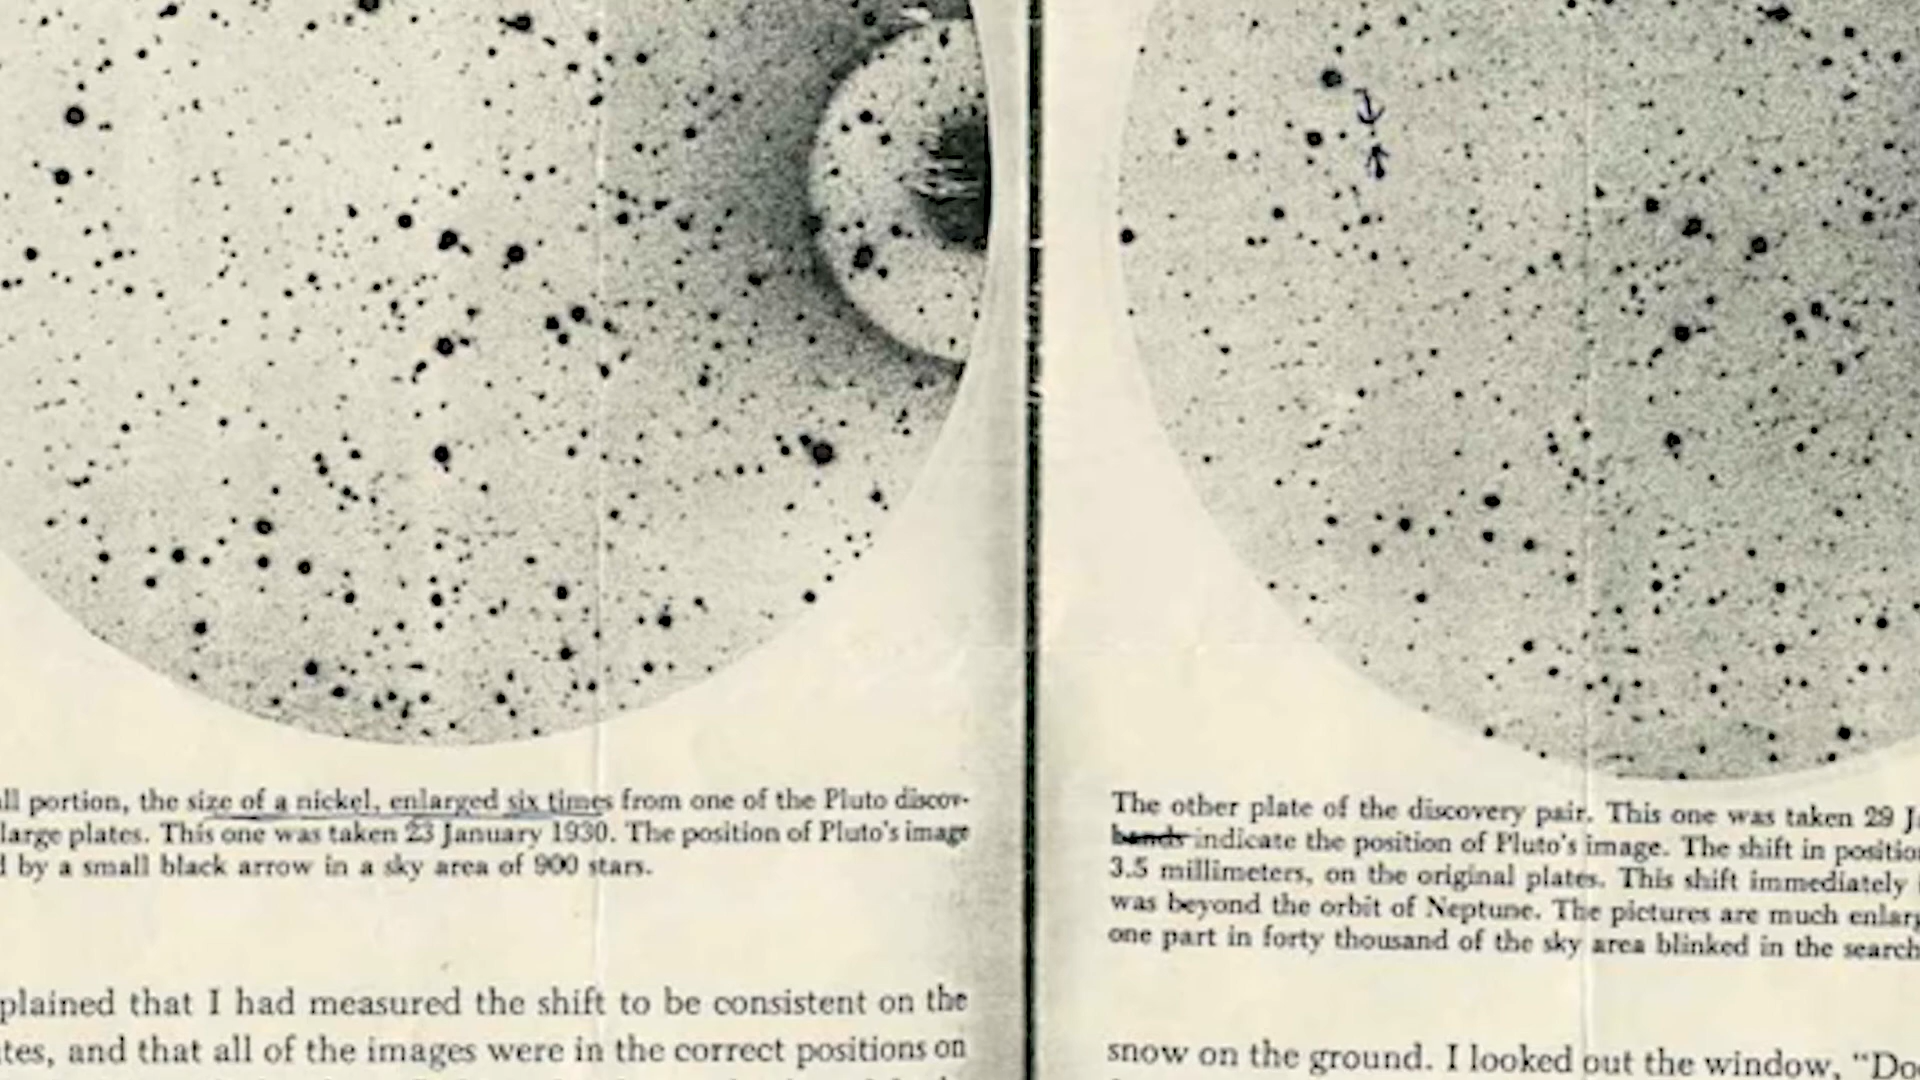 ll portion, the size of a nickel, enlarged six times from one of the Pluto discov-
large plates. This one was taken 23 January 1930. The position of Pluto's image
d by a small black arrow in a sky area of 900 stars.
plained that I had measured the shift to be consistent on the
tes, and that all of the images were in the correct positions on
The other plate of the discovery pair. This one was taken 29 J
bands indicate the position of Pluto's image. The shift in position
3.5 millimeters, on the original plates. This shift immediately
was beyond the orbit of Neptune. The pictures are much enlarg
one part in forty thousand of the sky area blinked in the search
snow on the ground. I looked out the window, “Do